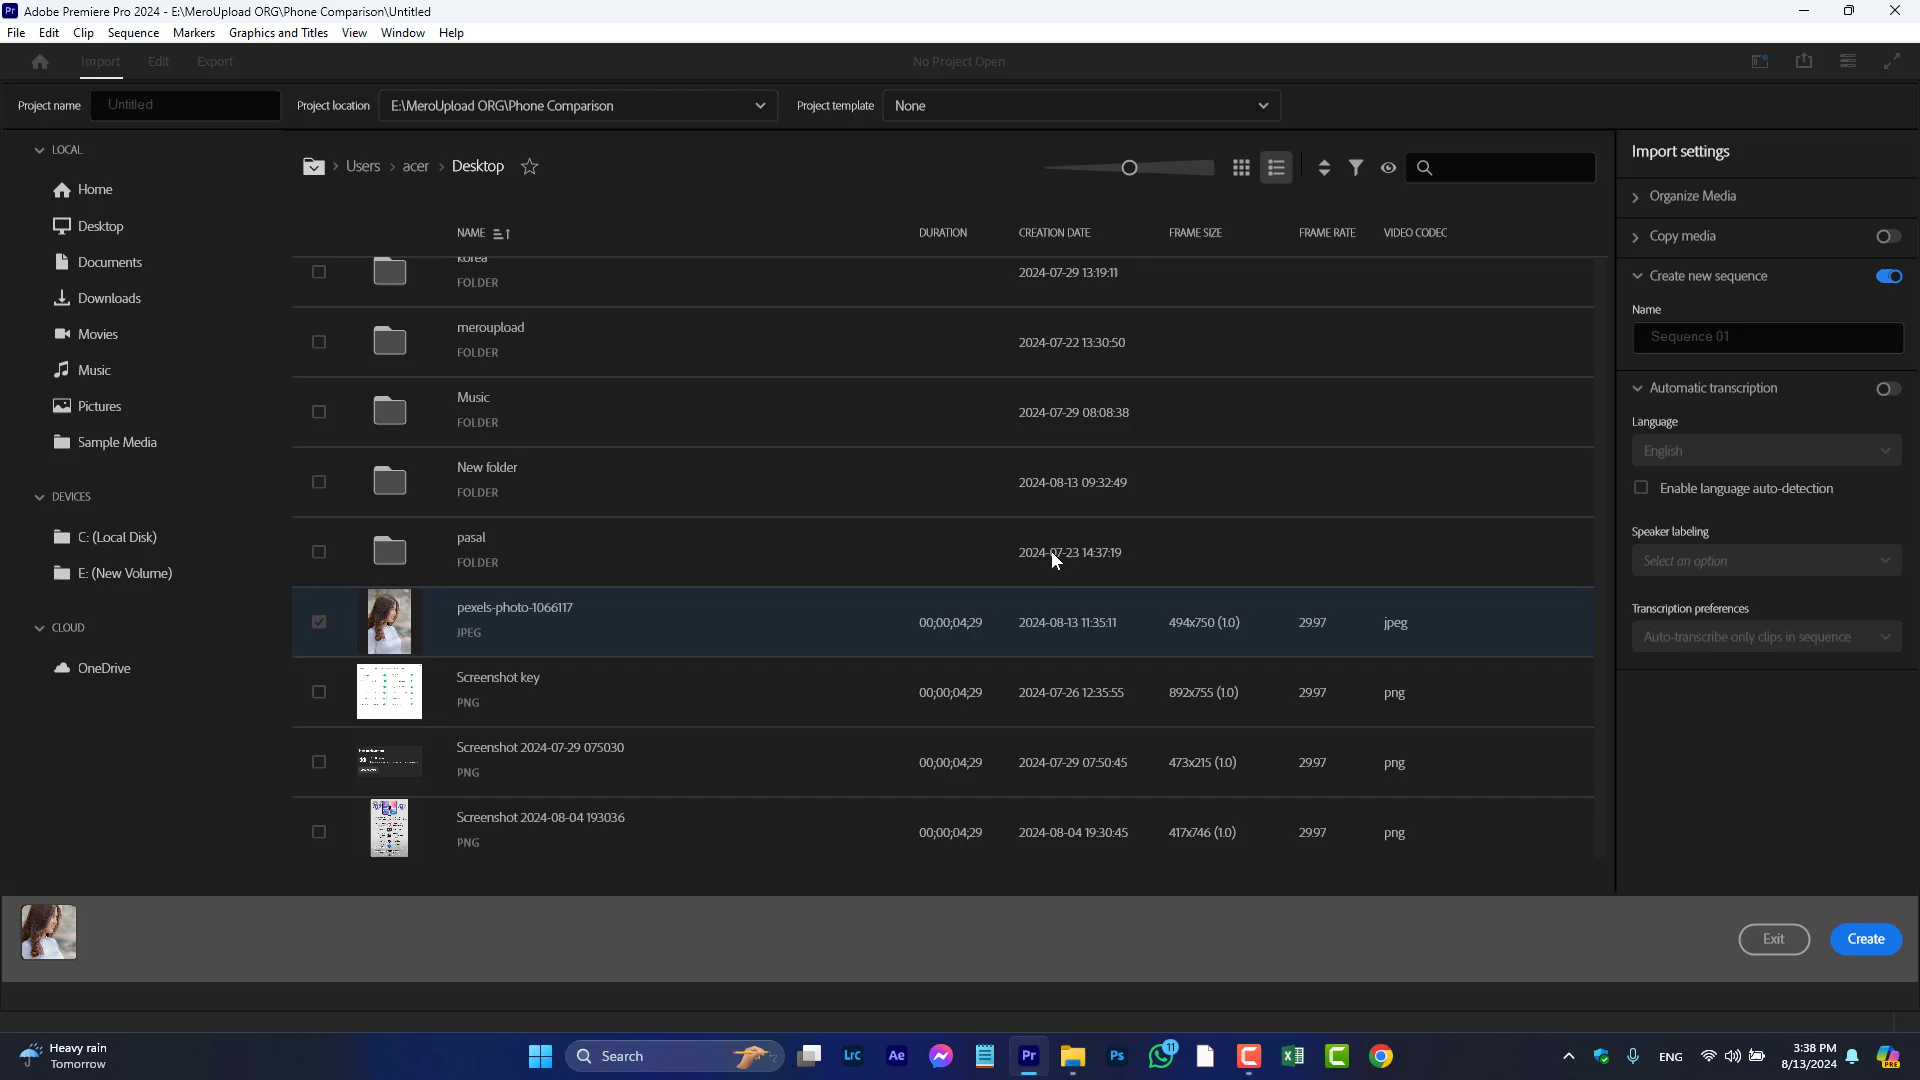 Pr Adobe Premiere Pro 2024 - E:\MeroUpload ORG\Phone Comparison\Untitled
File Edit Clip Sequence Markers Graphics and Titles View Window Help
Import Edit Export No Project Open
Project name Untitled Project location E:\MeroUpload ORG\Phone Comparison Project template None
LOCAL
Home
Desktop
Documents
Downloads
Movies
Music
Pictures
Sample Media
DEVICES
C: (Local Disk)
E: (New Volume)
CLOUD
OneDrive
Users › acer › Desktop
NAME DURATION CREATION DATE FRAME SIZE FRAME RATE VIDEO CODEC
korea
FOLDER
2024-07-29 13:19:11
meroupload
FOLDER
2024-07-22 13:30:50
Music
FOLDER
2024-07-29 08:08:38
New folder
FOLDER
2024-08-13 09:32:49
pasal
FOLDER
2024-07-23 14:37:19
pexels-photo-1066117
JPEG
00;00;04;29 2024-08-13 11:35:11 494x750 (1.0) 29.97 jpeg
Screenshot key
PNG
00;00;04;29 2024-07-26 12:35:55 892x755 (1.0) 29.97 png
Screenshot 2024-07-29 075030
PNG
00;00;04;29 2024-07-29 07:50:45 473x215 (1.0) 29.97 png
Screenshot 2024-08-04 193036
PNG
00;00;04;29 2024-08-04 19:30:45 417x746 (1.0) 29.97 png
Import settings
Organize Media
Copy media
Create new sequence
Name
Sequence 01
Automatic transcription
Language
English
Enable language auto-detection
Speaker labeling
Select an option
Transcription preferences
Auto-transcribe only clips in sequence
Exit Create
Heavy rain
Tomorrow
Search
Lrc Ae Pr Ps 11
ENG
3:38 PM
8/13/2024
PRE